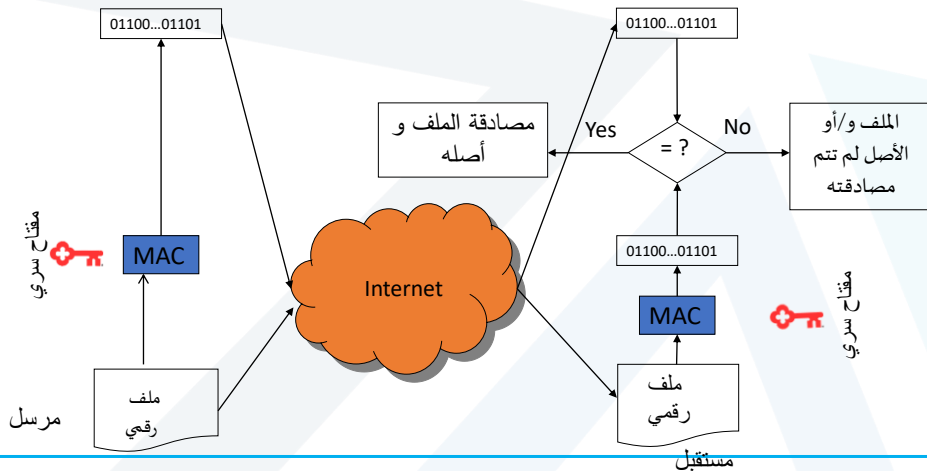 01100...01101
01100...01101
مصادقة الملف و
أصله
Yes
= ?
No
الملف و/أو
الأصل لم تتم
مصادقته
مفتاح سري
MAC
Internet
01100...01101
MAC
مفتاح سري
ملف
رقمي
مرسل
ملف
رقمي
مستقبل